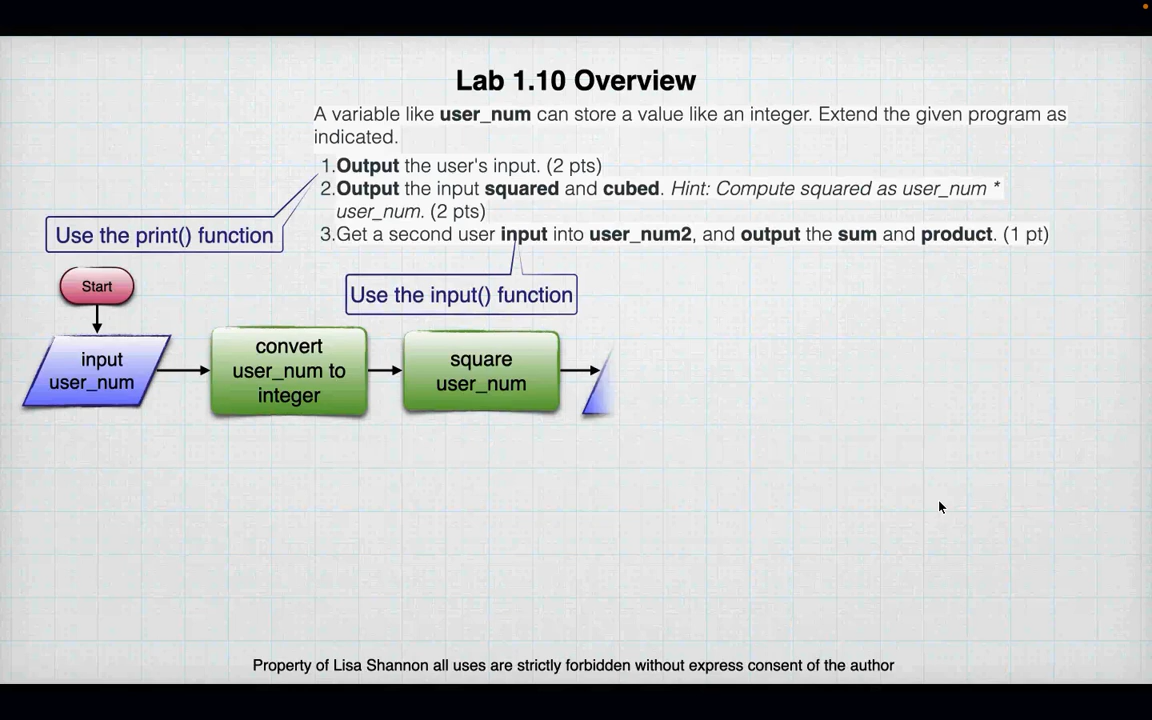 Lab 1.10 Overview
A variable like user_num can store a value like an integer. Extend the given program as
indicated.
1.Output the user's input. (2 pts)
2.Output the input squared and cubed. Hint: Compute squared as user_num *
user_num. (2 pts)
3.Get a second user input into user_num2, and output the sum and product. (1 pt)
Use the print() function
Use the input() function
Start
input
user_num
convert
user_num to
integer
square
user_num
Property of Lisa Shannon all uses are strictly forbidden without express consent of the author